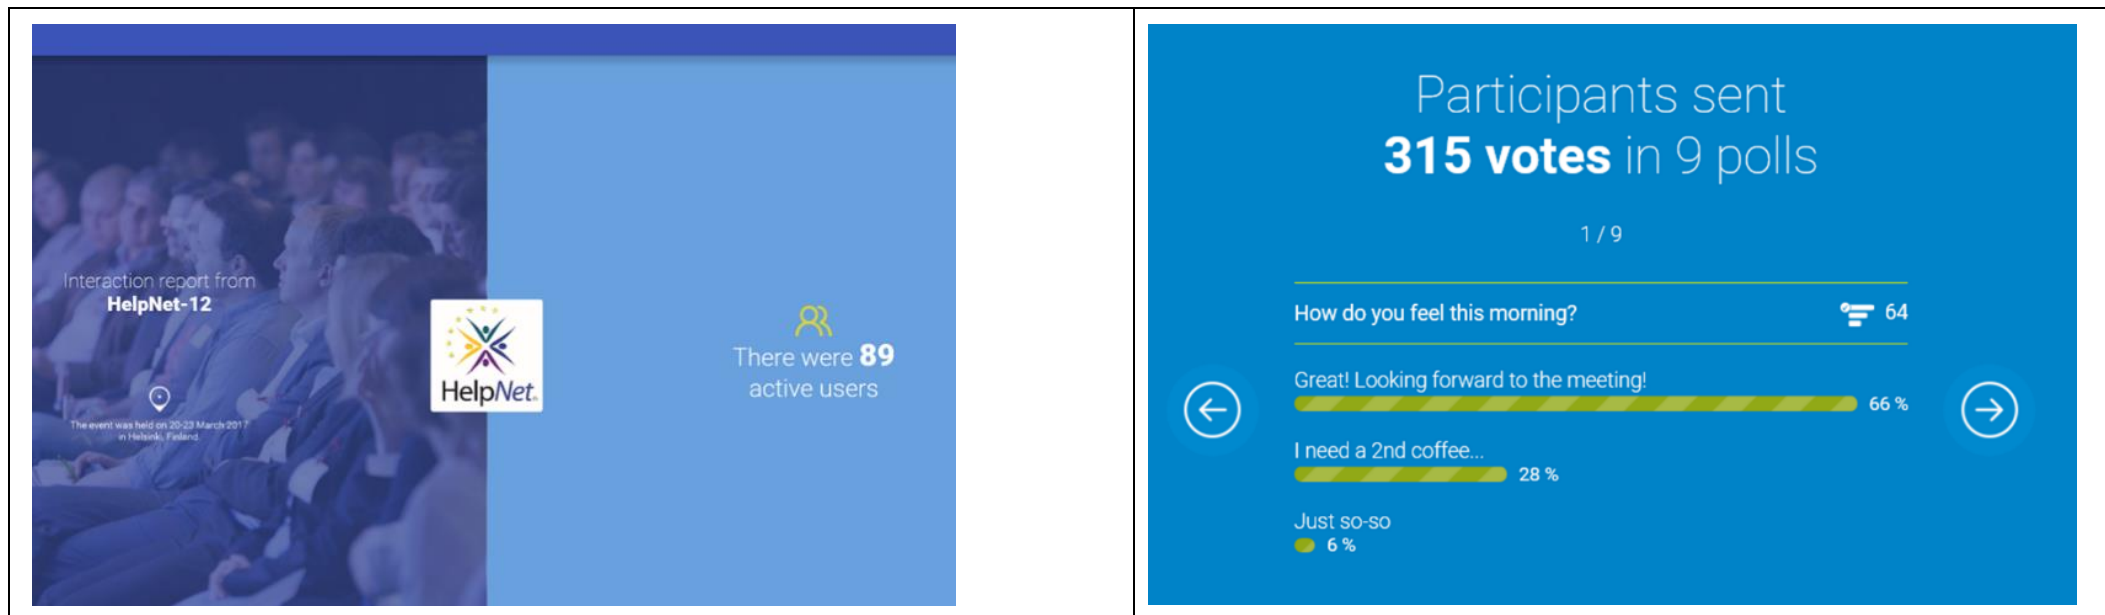 Interaction report from
HelpNet-12
The event was held on 20-23 March 2017
in Helsinki, Finland
HelpNet
There were 89
active users
Participants sent
315 votes in 9 polls
1 / 9
How do you feel this morning?
64
Great! Looking forward to the meeting!
66 %
I need a 2nd coffee...
28 %
Just so-so
6 %